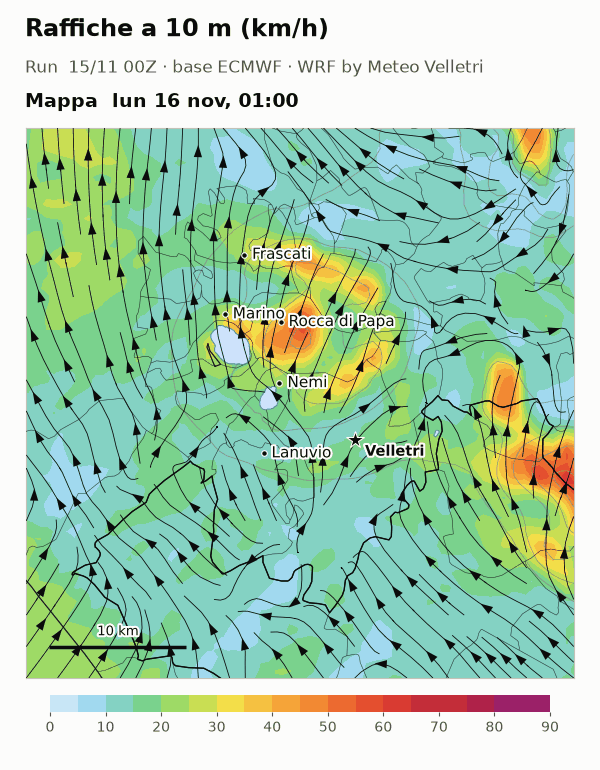 Raffiche a 10 m (km/h)
Run  15/11 00Z · base ECMWF · WRF by Meteo Velletri
Mappa  lun 16 nov, 01:00
Frascati
Marino
Rocca di Papa
Nemi
Lanuvio
Velletri
10 km
0 10 20 30 40 50 60 70 80 90